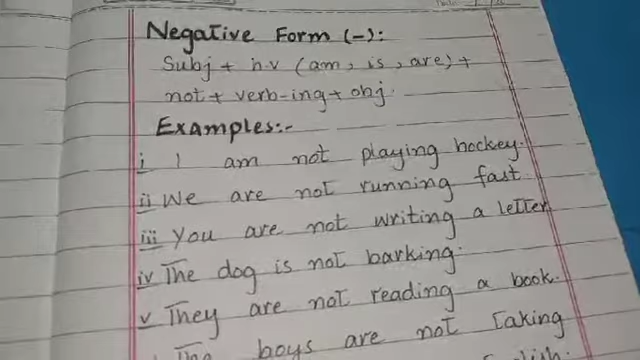 Negative Form (-):
Subj + h.v (am, is, are) +
not + verb-ing + obj.
Examples:-
i I am not playing hockey.
ii We are not running fast.
iii You are not writing a letter.
iv The dog is not barking.
v They are not reading a book.
The boys are not taking